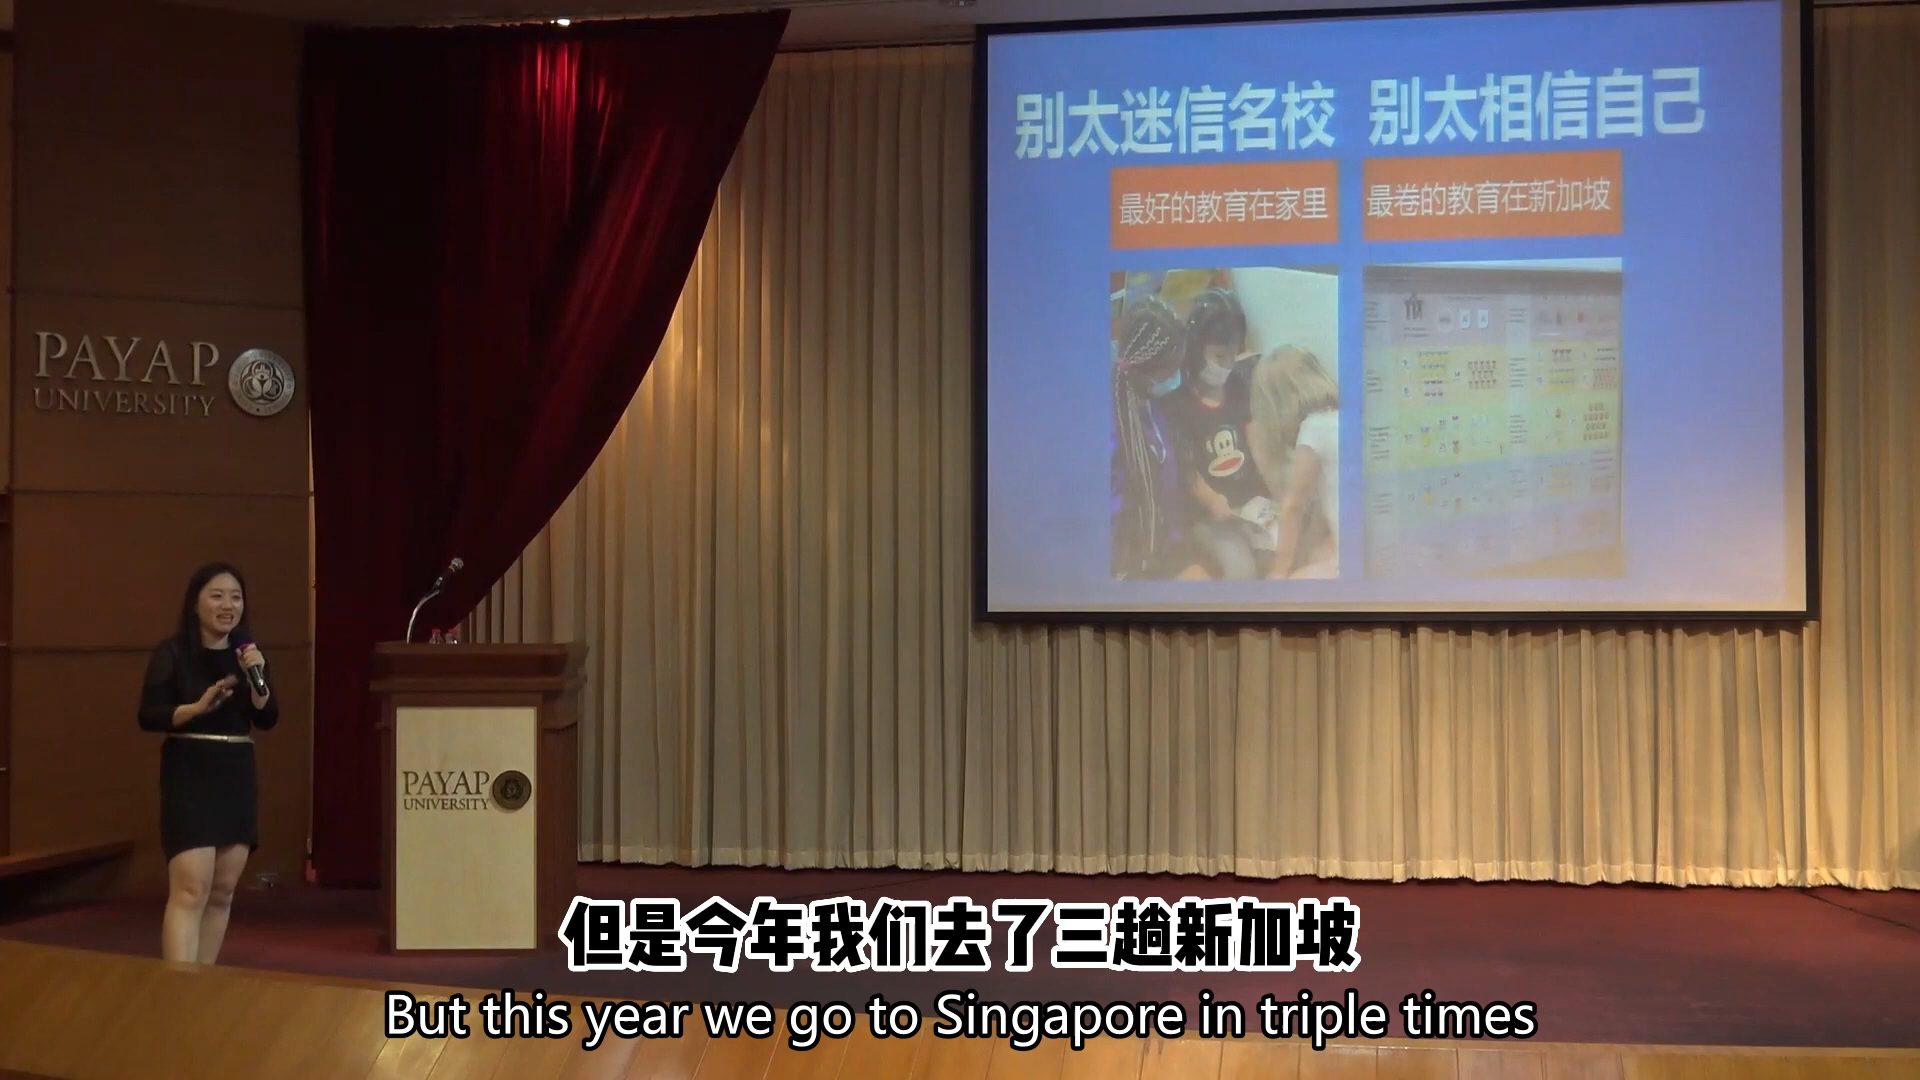 别太迷信名校 别太相信自己
最好的教育在家里
最卷的教育在新加坡
PAYAP
UNIVERSITY
PAYAP
UNIVERSITY
但是今年我们去了三趟新加坡
But this year we go to Singapore in triple times